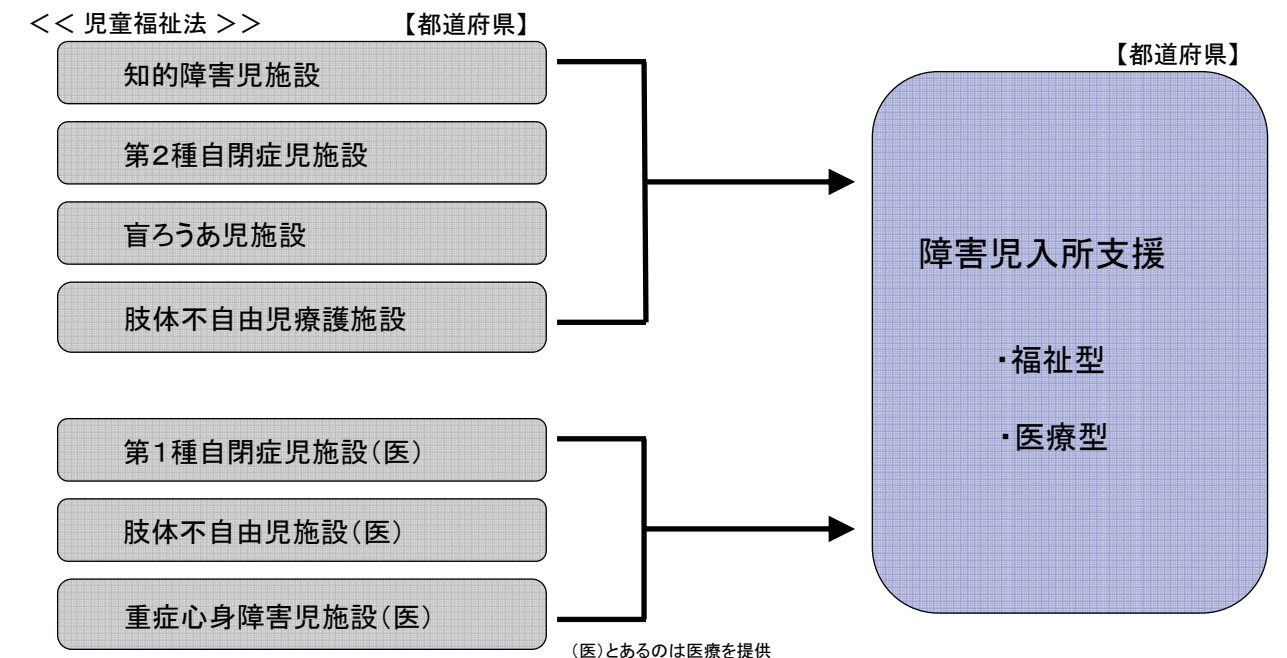 ＜＜ 児童福祉法 ＞＞ 【都道府県】
知的障害児施設
第２種自閉症児施設
盲ろうあ児施設
肢体不自由児療護施設
第１種自閉症児施設（医）
肢体不自由児施設（医）
重症心身障害児施設（医）
（医）とあるのは医療を提供
【都道府県】
障害児入所支援
・福祉型
・医療型